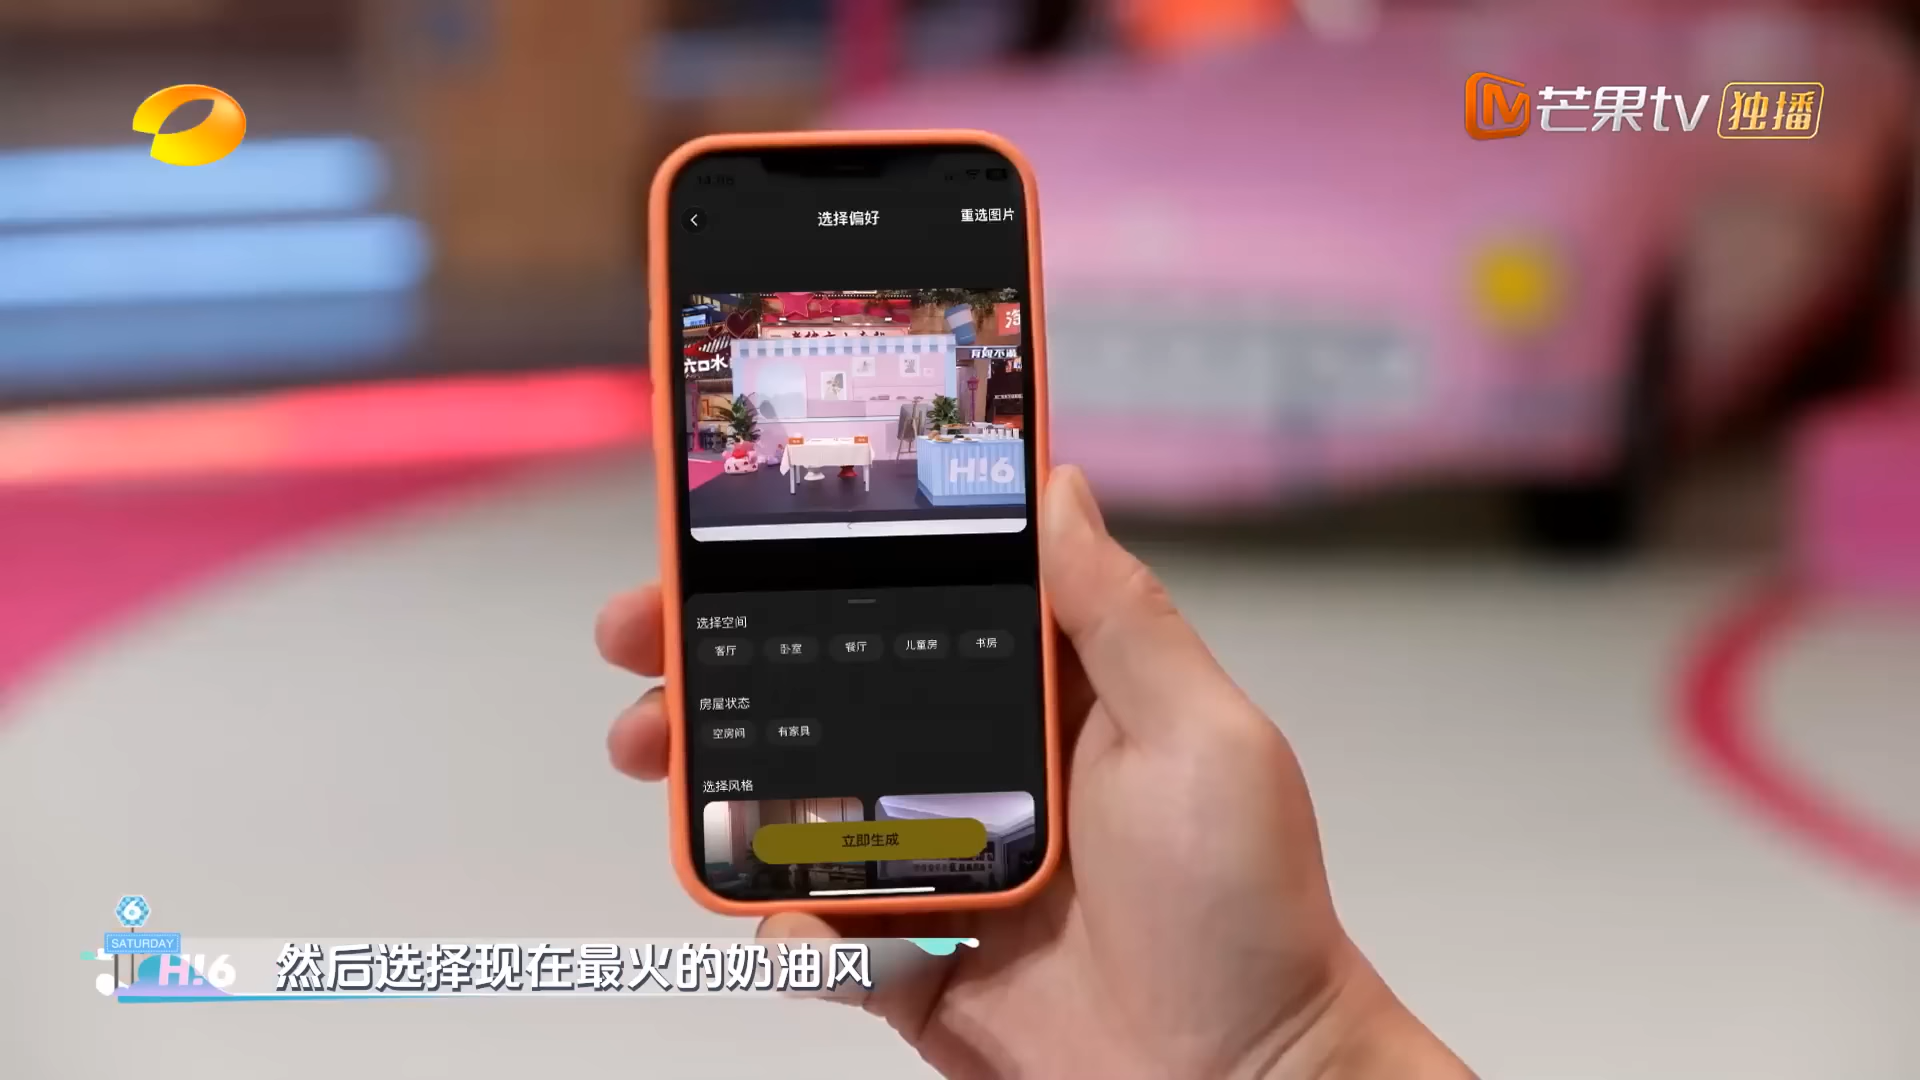 芒果tv 独播
选择偏好
重选图片
六口水
H!6
选择空间
客厅 卧室 餐厅 儿童房 书房
房屋状态
空房间 有家具
选择风格
立即生成
6
SATURDAY
H!6
然后选择现在最火的奶油风